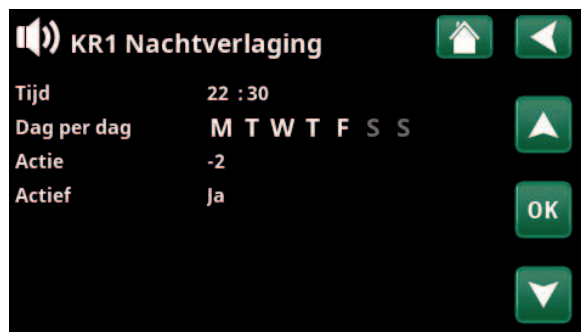 KR1 Nachtverlaging
Tijd 22 :30
Dag per dag M T W T F S S
Actie -2
Actief Ja
OK